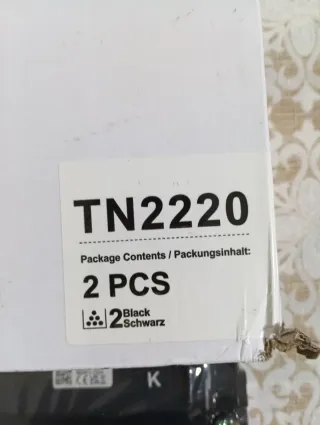 TN2220
Package Contents / Packungsinhalt:
2 PCS
2 Black
Schwarz
K